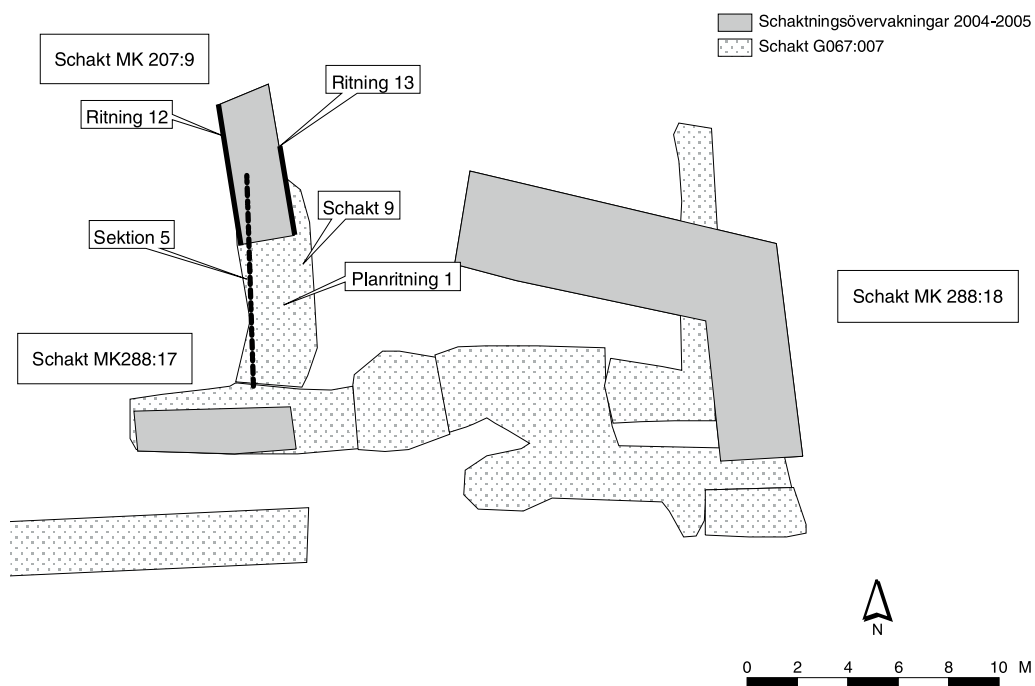 Schaktningsövervakningar 2004-2005
Schakt G067:007
Schakt MK 207:9
Ritning 13
Ritning 12
Schakt 9
Sektion 5
Planritning 1
Schakt MK 288:18
Schakt MK288:17
N
0 2 4 6 8 10 M